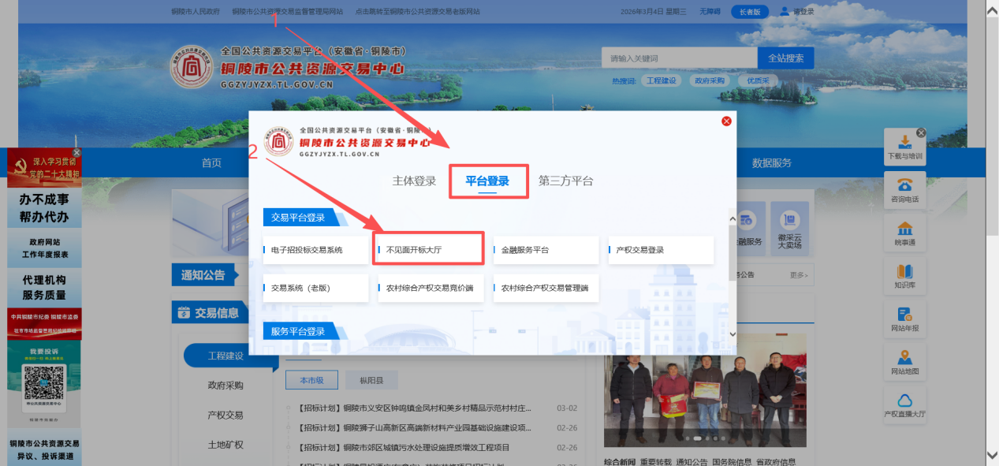 铜陵市人民政府 铜陵市公共资源交易监督管理局网站 点击跳转至铜陵市公共资源交易老版网站 2026年3月4日 星期三 无障碍 长者版 请登录
1
全国公共资源交易平台（安徽省·铜陵市）
铜陵市公共资源交易中心
GGZYJYZX.TL.GOV.CN
请输入关键词 全站搜索
热搜词: 工程建设 政府采购 优质采
全国公共资源交易平台（安徽省·铜陵市）
铜陵市公共资源交易中心
GGZYJYZX.TL.GOV.CN
2
首页 数据服务
主体登录 平台登录 第三方平台
交易平台登录
电子招投标交易系统 不见面开标大厅 金融服务平台 产权交易登录
交易系统（老版） 农村综合产权交易竞价端 农村综合产权交易管理端
服务平台登录
深入学习贯彻
党的二十大精神
办不成事
帮办代办
政府网站
工作年度报表
代理机构
服务质量
中共铜陵市纪委 铜陵市监委
我要投诉
铜陵市公共资源交易
异议、投诉渠道
通知公告
交易信息
金融服务
徽采云
大卖场
公告 更多>
工程建设
政府采购
产权交易
土地矿权
本市级 枞阳县
【招标计划】铜陵市义安区钟鸣镇金凤村和美乡村精品示范村村庄... 03-02
【招标计划】铜陵狮子山高新区高端新材料产业园基础设施建设项... 02-26
【招标计划】铜陵市郊区城镇污水处理设施提质增效工程项目 02-26
综合新闻 重要转载 通知公告 国务院信息 省政府信息
下载与培训
咨询电话
皖事通
知识库
网站年报
网站地图
产权直播大厅